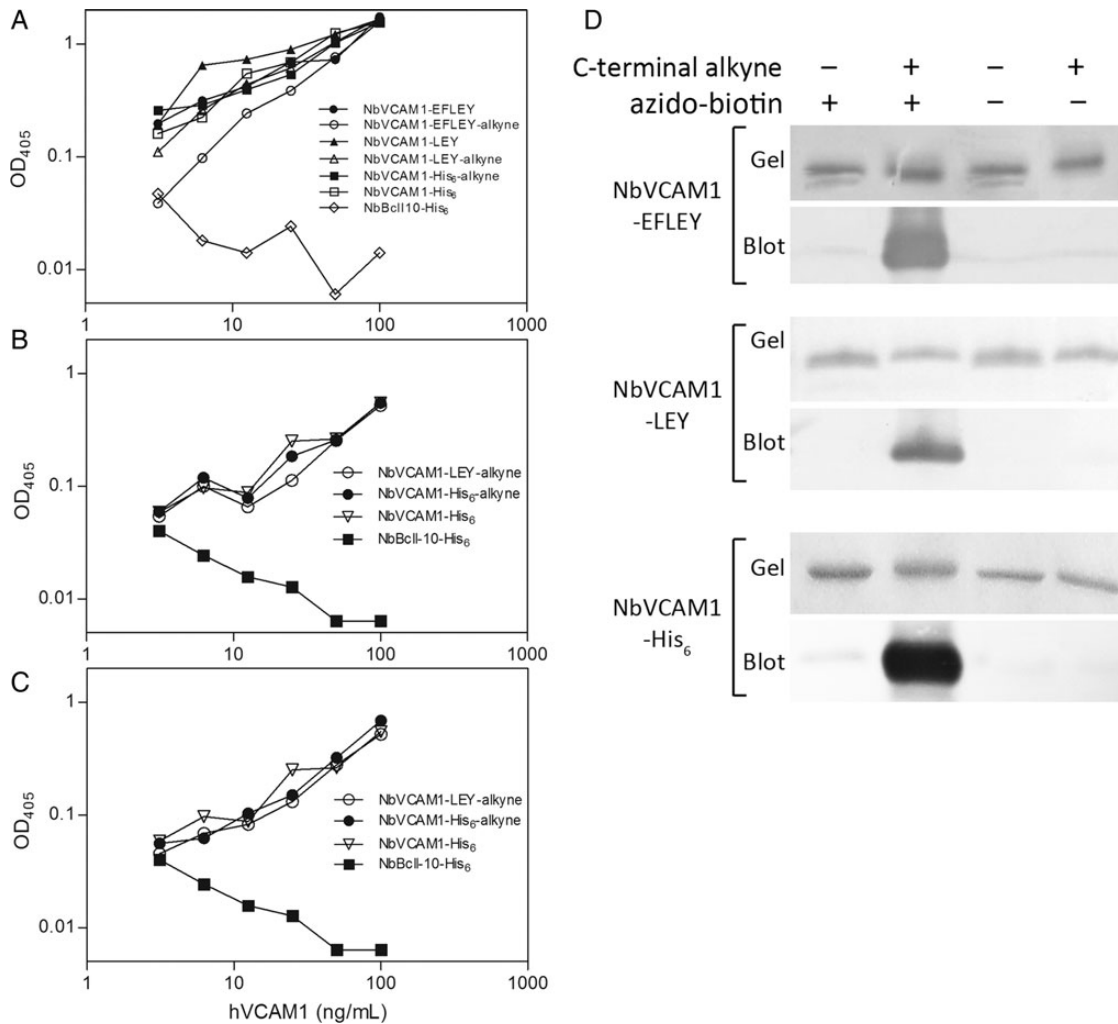 A
OD405
1
0.1
0.01
NbVCAM1-EFLEY
NbVCAM1-EFLEY-alkyne
NbVCAM1-LEY
NbVCAM1-LEY-alkyne
NbVCAM1-His6-alkyne
NbVCAM1-His6
NbBcII10-His6
1
10
100
1000
B
OD405
1
0.1
0.01
NbVCAM1-LEY-alkyne
NbVCAM1-His6-alkyne
NbVCAM1-His6
NbBcII-10-His6
1
10
100
1000
C
OD405
1
0.1
0.01
NbVCAM1-LEY-alkyne
NbVCAM1-His6-alkyne
NbVCAM1-His6
NbBcII-10-His6
1
10
100
1000
hVCAM1 (ng/mL)
D
C-terminal alkyne − + − +
azido-biotin + + − −
NbVCAM1
-EFLEY
Gel
Blot
NbVCAM1
-LEY
Gel
Blot
NbVCAM1
-His6
Gel
Blot